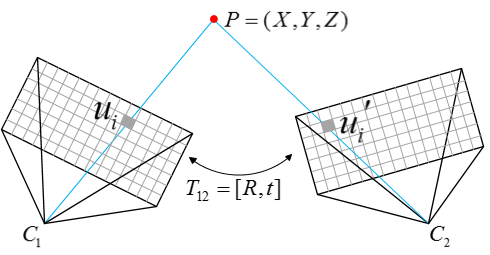 P = (X, Y, Z)
u_i
u_i'
T_12 = [R, t]
C_1
C_2